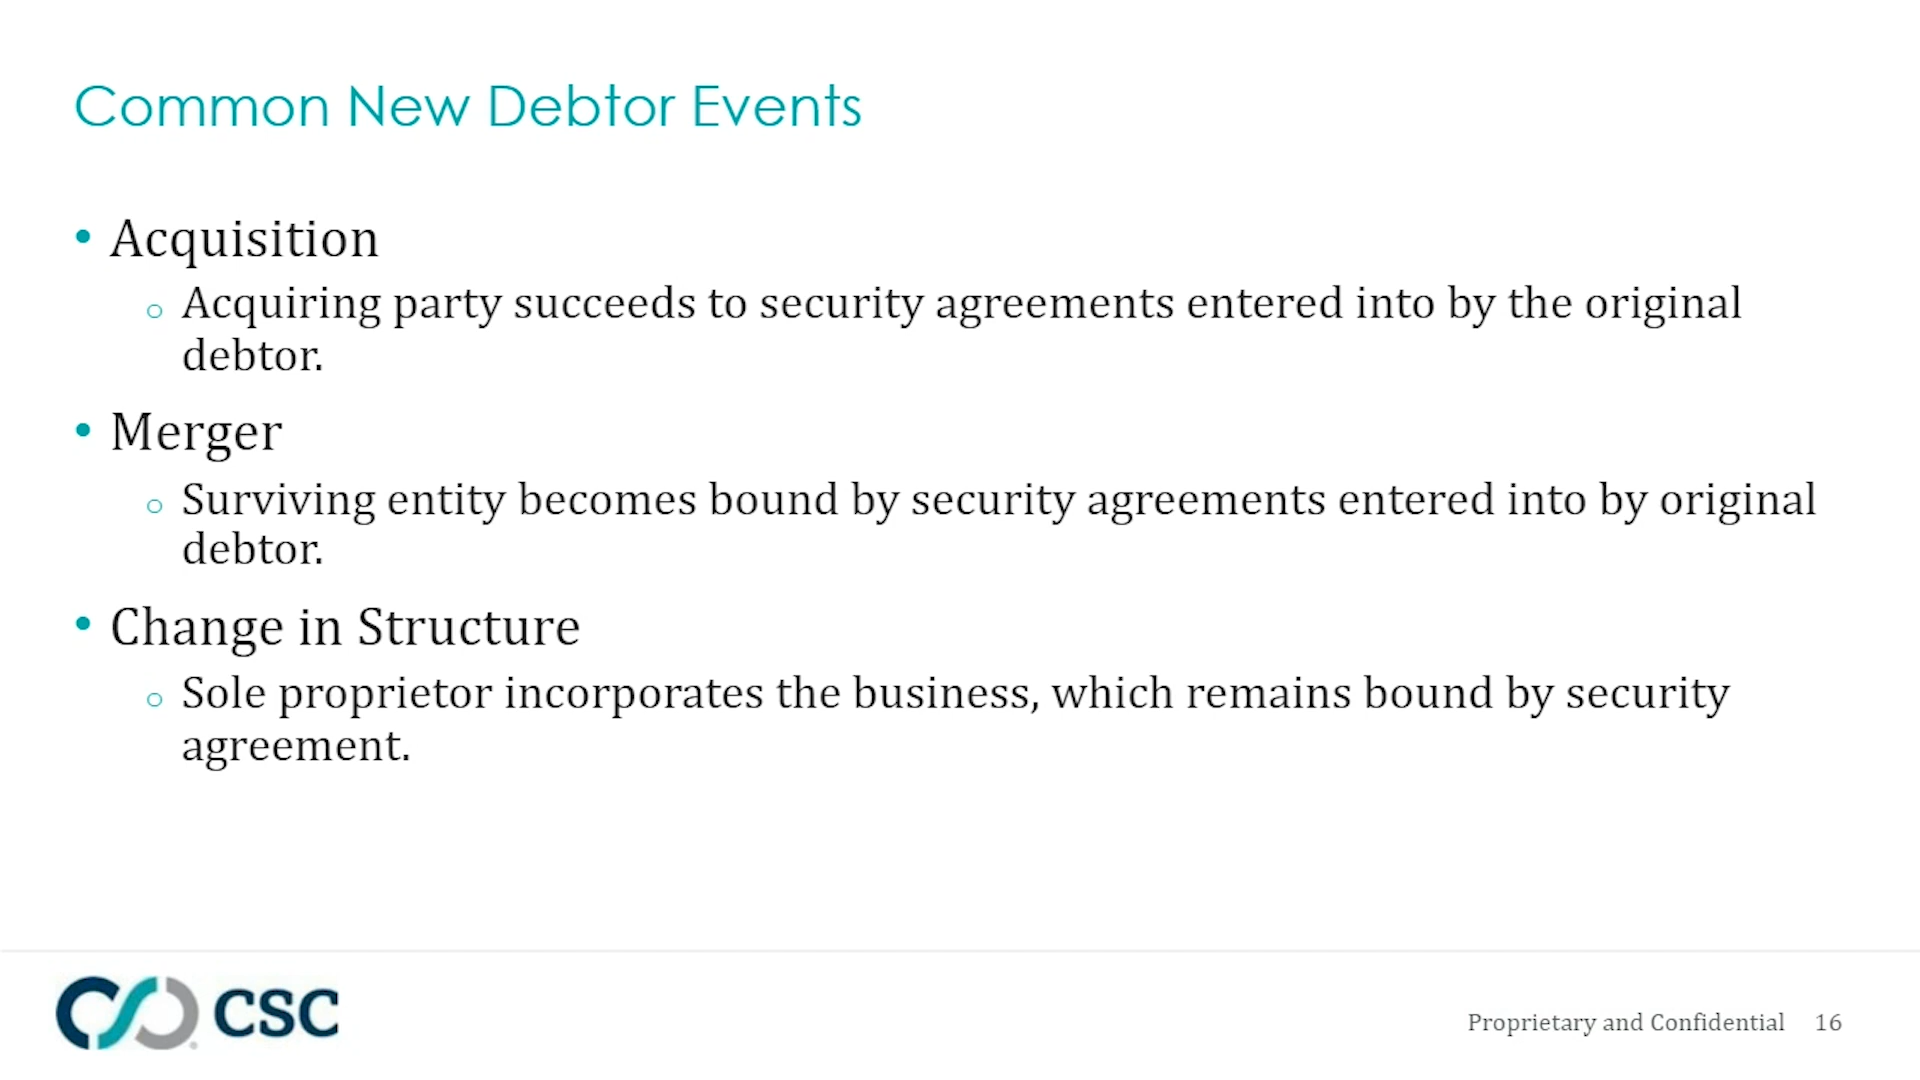 Common New Debtor Events
• Acquisition
○ Acquiring party succeeds to security agreements entered into by the original
debtor.
• Merger
○ Surviving entity becomes bound by security agreements entered into by original
debtor.
• Change in Structure
○ Sole proprietor incorporates the business, which remains bound by security
agreement.
CSC
Proprietary and Confidential 16